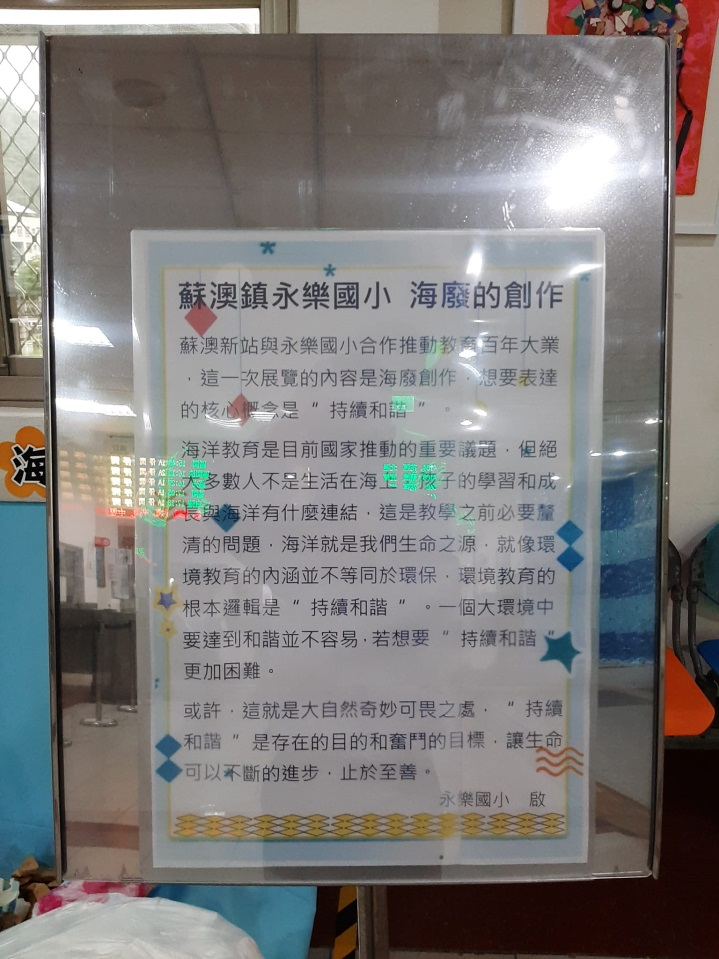 蘇澳鎮永樂國小 海廢的創作
蘇澳新站與永樂國小合作推動教育百年大業
，這一次展覽的內容是海廢創作，想要表達
的核心概念是“ 持續和諧 ”。
海洋教育是目前國家推動的重要議題，但絕
大多數人不是生活在海上，孩子的學習和成
長與海洋有什麼連結，這是教學之前必要釐
清的問題，海洋就是我們生命之源，就像環
境教育的內涵並不等同於環保，環境教育的
根本邏輯是“ 持續和諧 ”。一個大環境中
要達到和諧並不容易，若想要“ 持續和諧 ”
更加困難。
或許，這就是大自然奇妙可畏之處，“ 持續
和諧 ”是存在的目的和奮鬥的目標，讓生命
可以不斷的進步，止於至善。
永樂國小 啟
海